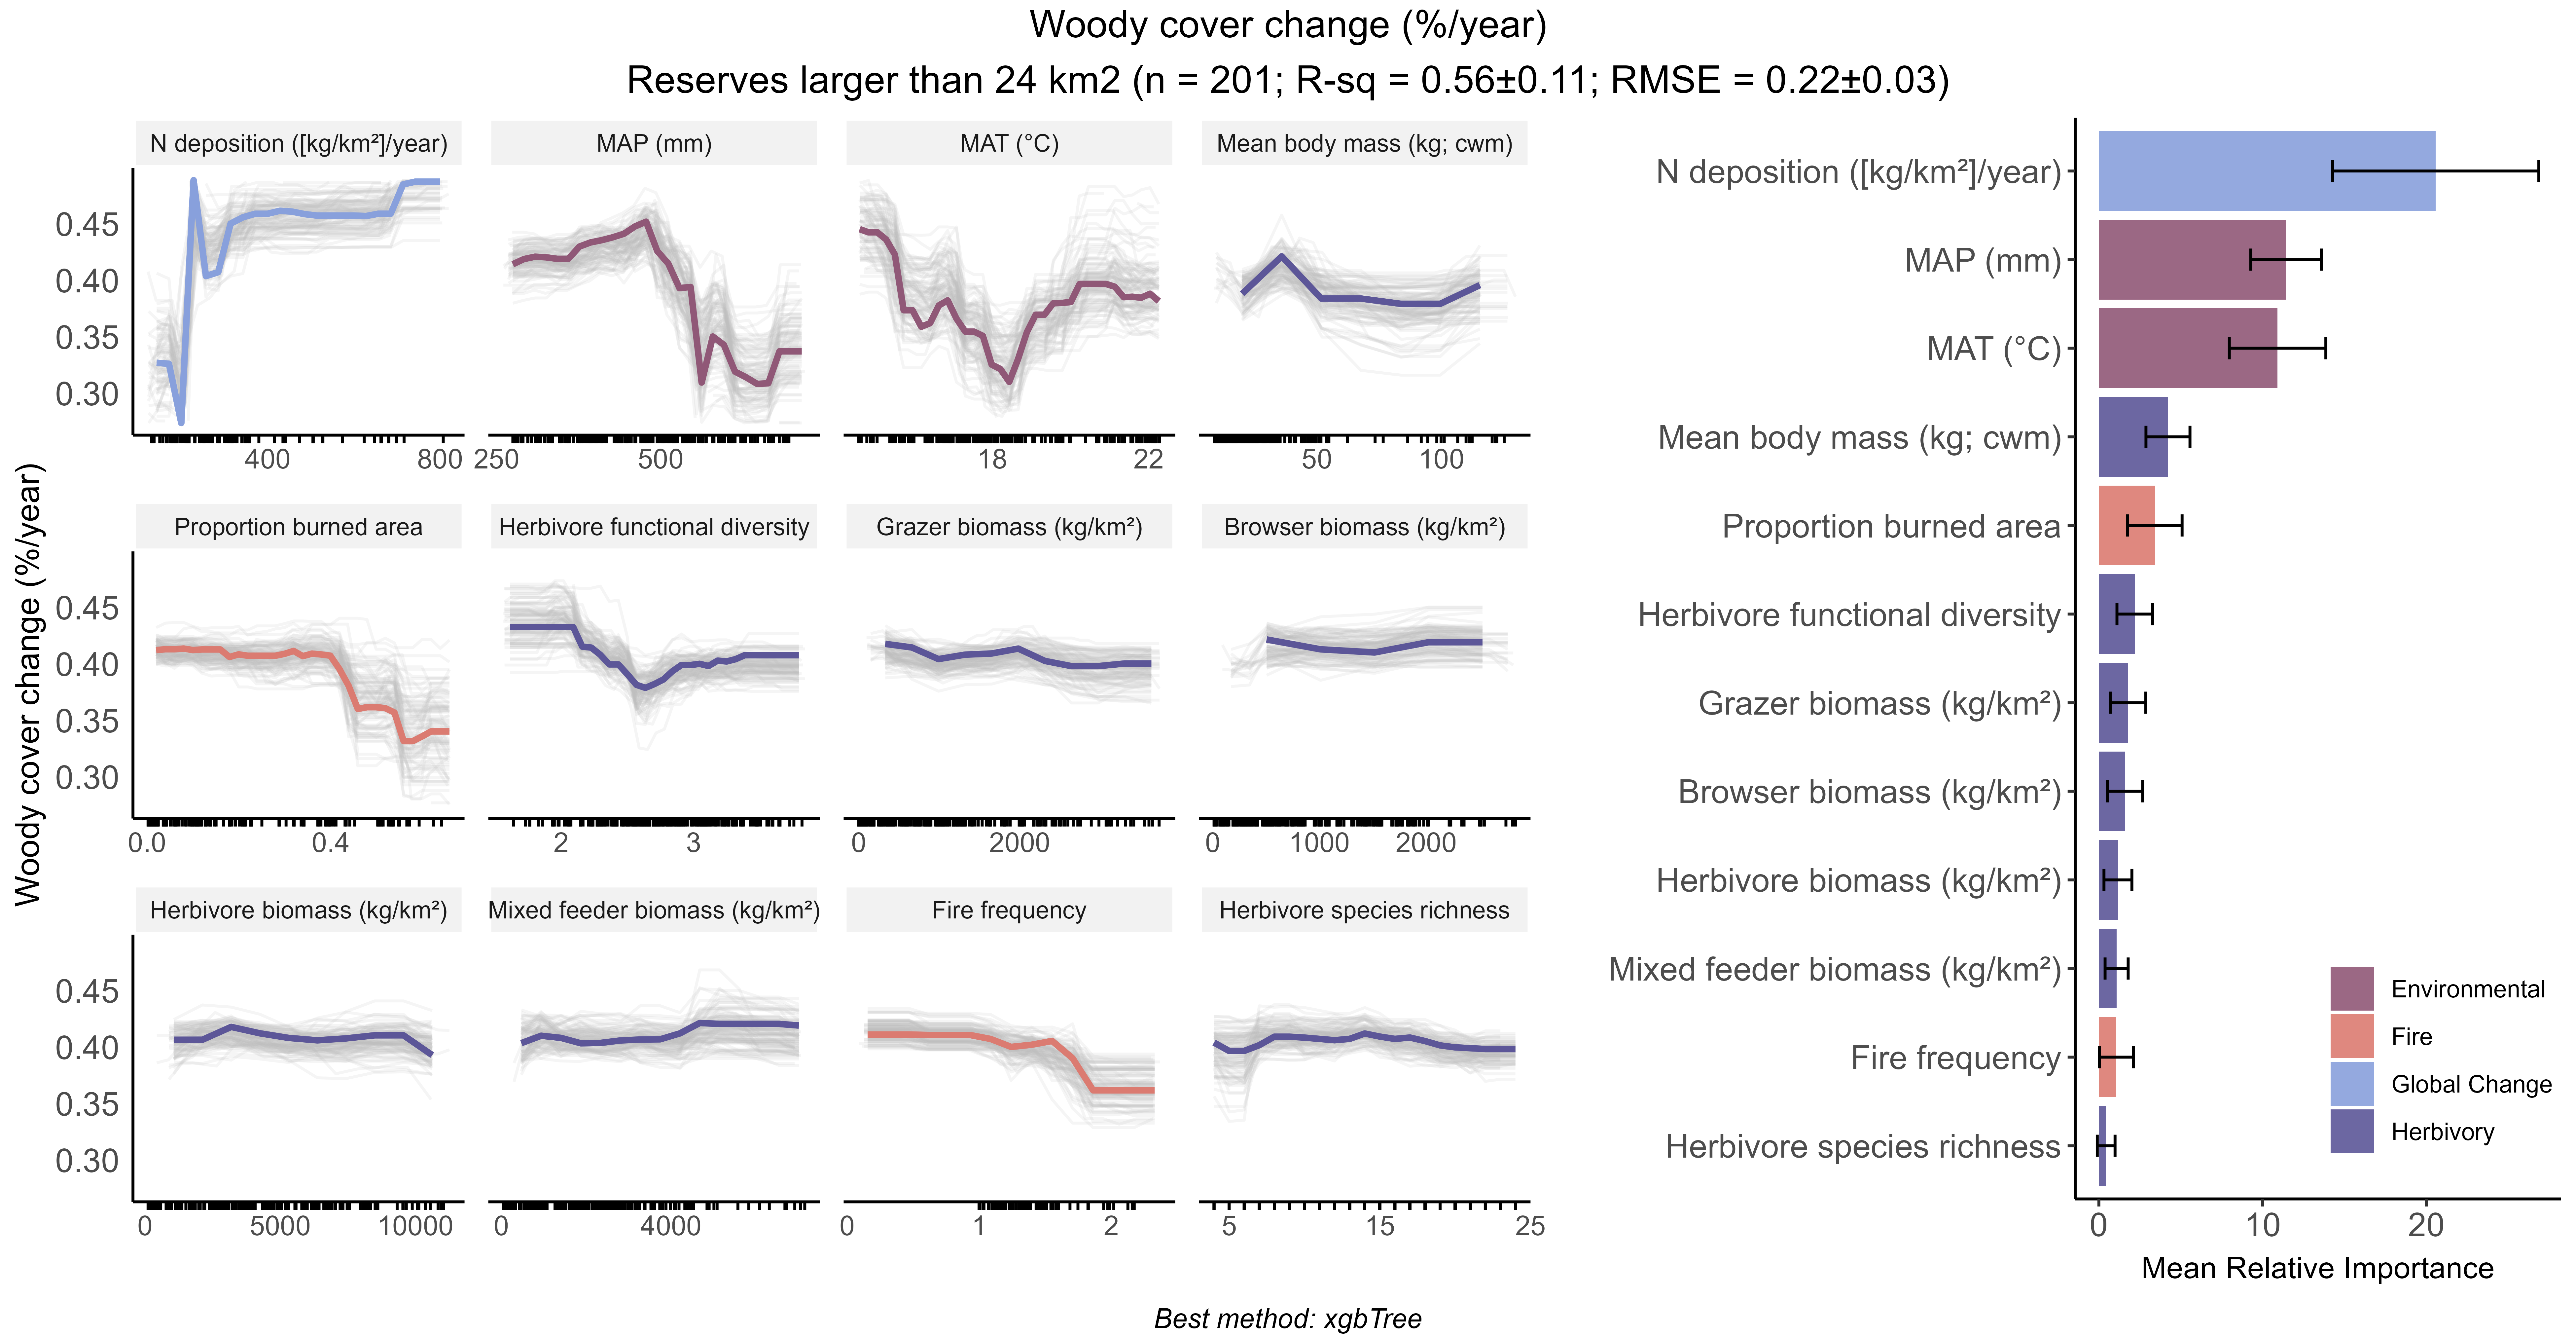 Woody cover change (%/year)
Reserves larger than 24 km2 (n = 201; R-sq = 0.56±0.11; RMSE = 0.22±0.03)
Woody cover change (%/year)
N deposition ([kg/km²]/year)
MAP (mm)
MAT (°C)
Mean body mass (kg; cwm)
0.45
0.40
0.35
0.30
400 800
250 500
18 22
50 100
Proportion burned area
Herbivore functional diversity
Grazer biomass (kg/km²)
Browser biomass (kg/km²)
0.45
0.40
0.35
0.30
0.0 0.4
2 3
0 2000
0 1000 2000
Herbivore biomass (kg/km²)
Mixed feeder biomass (kg/km²)
Fire frequency
Herbivore species richness
0.45
0.40
0.35
0.30
0 5000 10000
0 4000
0 1 2
5 15 25
N deposition ([kg/km²]/year)
MAP (mm)
MAT (°C)
Mean body mass (kg; cwm)
Proportion burned area
Herbivore functional diversity
Grazer biomass (kg/km²)
Browser biomass (kg/km²)
Herbivore biomass (kg/km²)
Mixed feeder biomass (kg/km²)
Fire frequency
Herbivore species richness
Environmental
Fire
Global Change
Herbivory
0 10 20
Mean Relative Importance
Best method: xgbTree